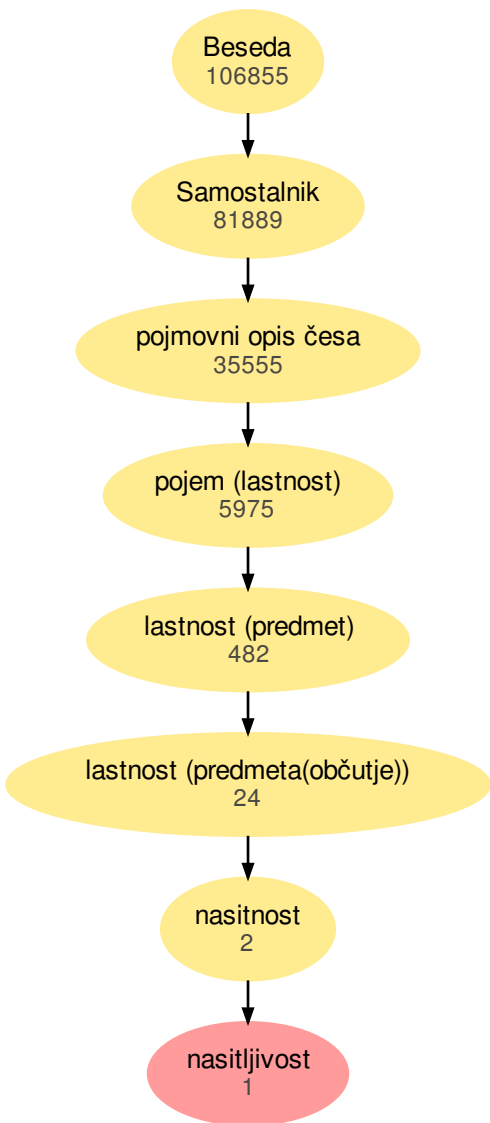 Beseda
106855
Samostalnik
81889
pojmovni opis česa
35555
pojem (lastnost)
5975
lastnost (predmet)
482
lastnost (predmeta(občutje))
24
nasitnost
2
nasitljivost
1